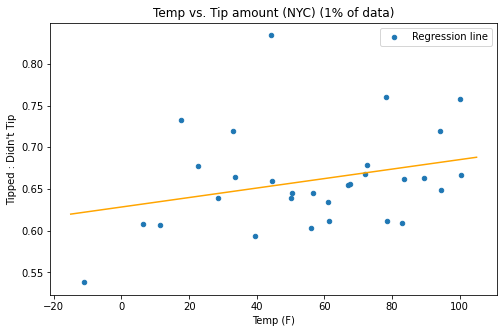 Temp vs. Tip amount (NYC) (1% of data)
Regression line
Tipped : Didn't Tip
0.80
0.75
0.70
0.65
0.60
0.55
−20 0 20 40 60 80 100
Temp (F)